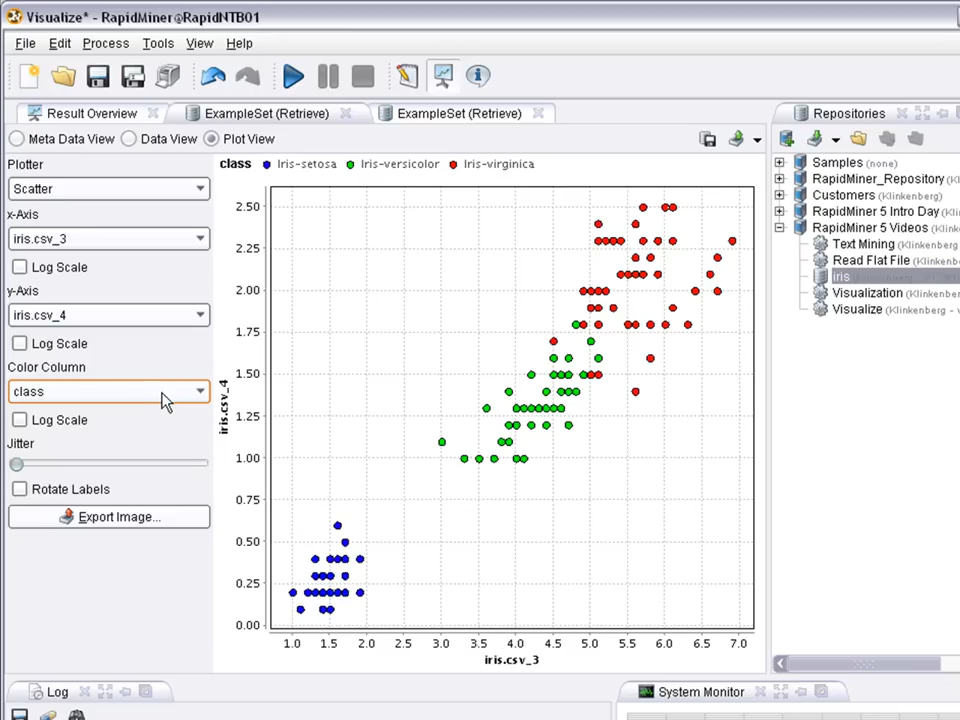 Visualize* - RapidMiner@RapidNTB01
File Edit Process Tools View Help
Result Overview ExampleSet (Retrieve) ExampleSet (Retrieve) Repositories
Meta Data View Data View Plot View
Plotter
Scatter
x-Axis
iris.csv_3
Log Scale
y-Axis
iris.csv_4
Log Scale
Color Column
class
Log Scale
Jitter
Rotate Labels
Export Image...
class Iris-setosa Iris-versicolor Iris-virginica
iris.csv_4
2.50
2.25
2.00
1.75
1.50
1.25
1.00
0.75
0.50
0.25
0.00
1.0 1.5 2.0 2.5 3.0 3.5 4.0 4.5 5.0 5.5 6.0 6.5 7.0
iris.csv_3
Samples (none)
RapidMiner_Repository
Customers (Klinkenberg)
RapidMiner 5 Intro Day
RapidMiner 5 Videos
Text Mining (Klinkenberg
Read Flat File (Klinkenberg
iris
Visualization (Klinkenberg
Visualize (Klinkenberg - v
Log System Monitor